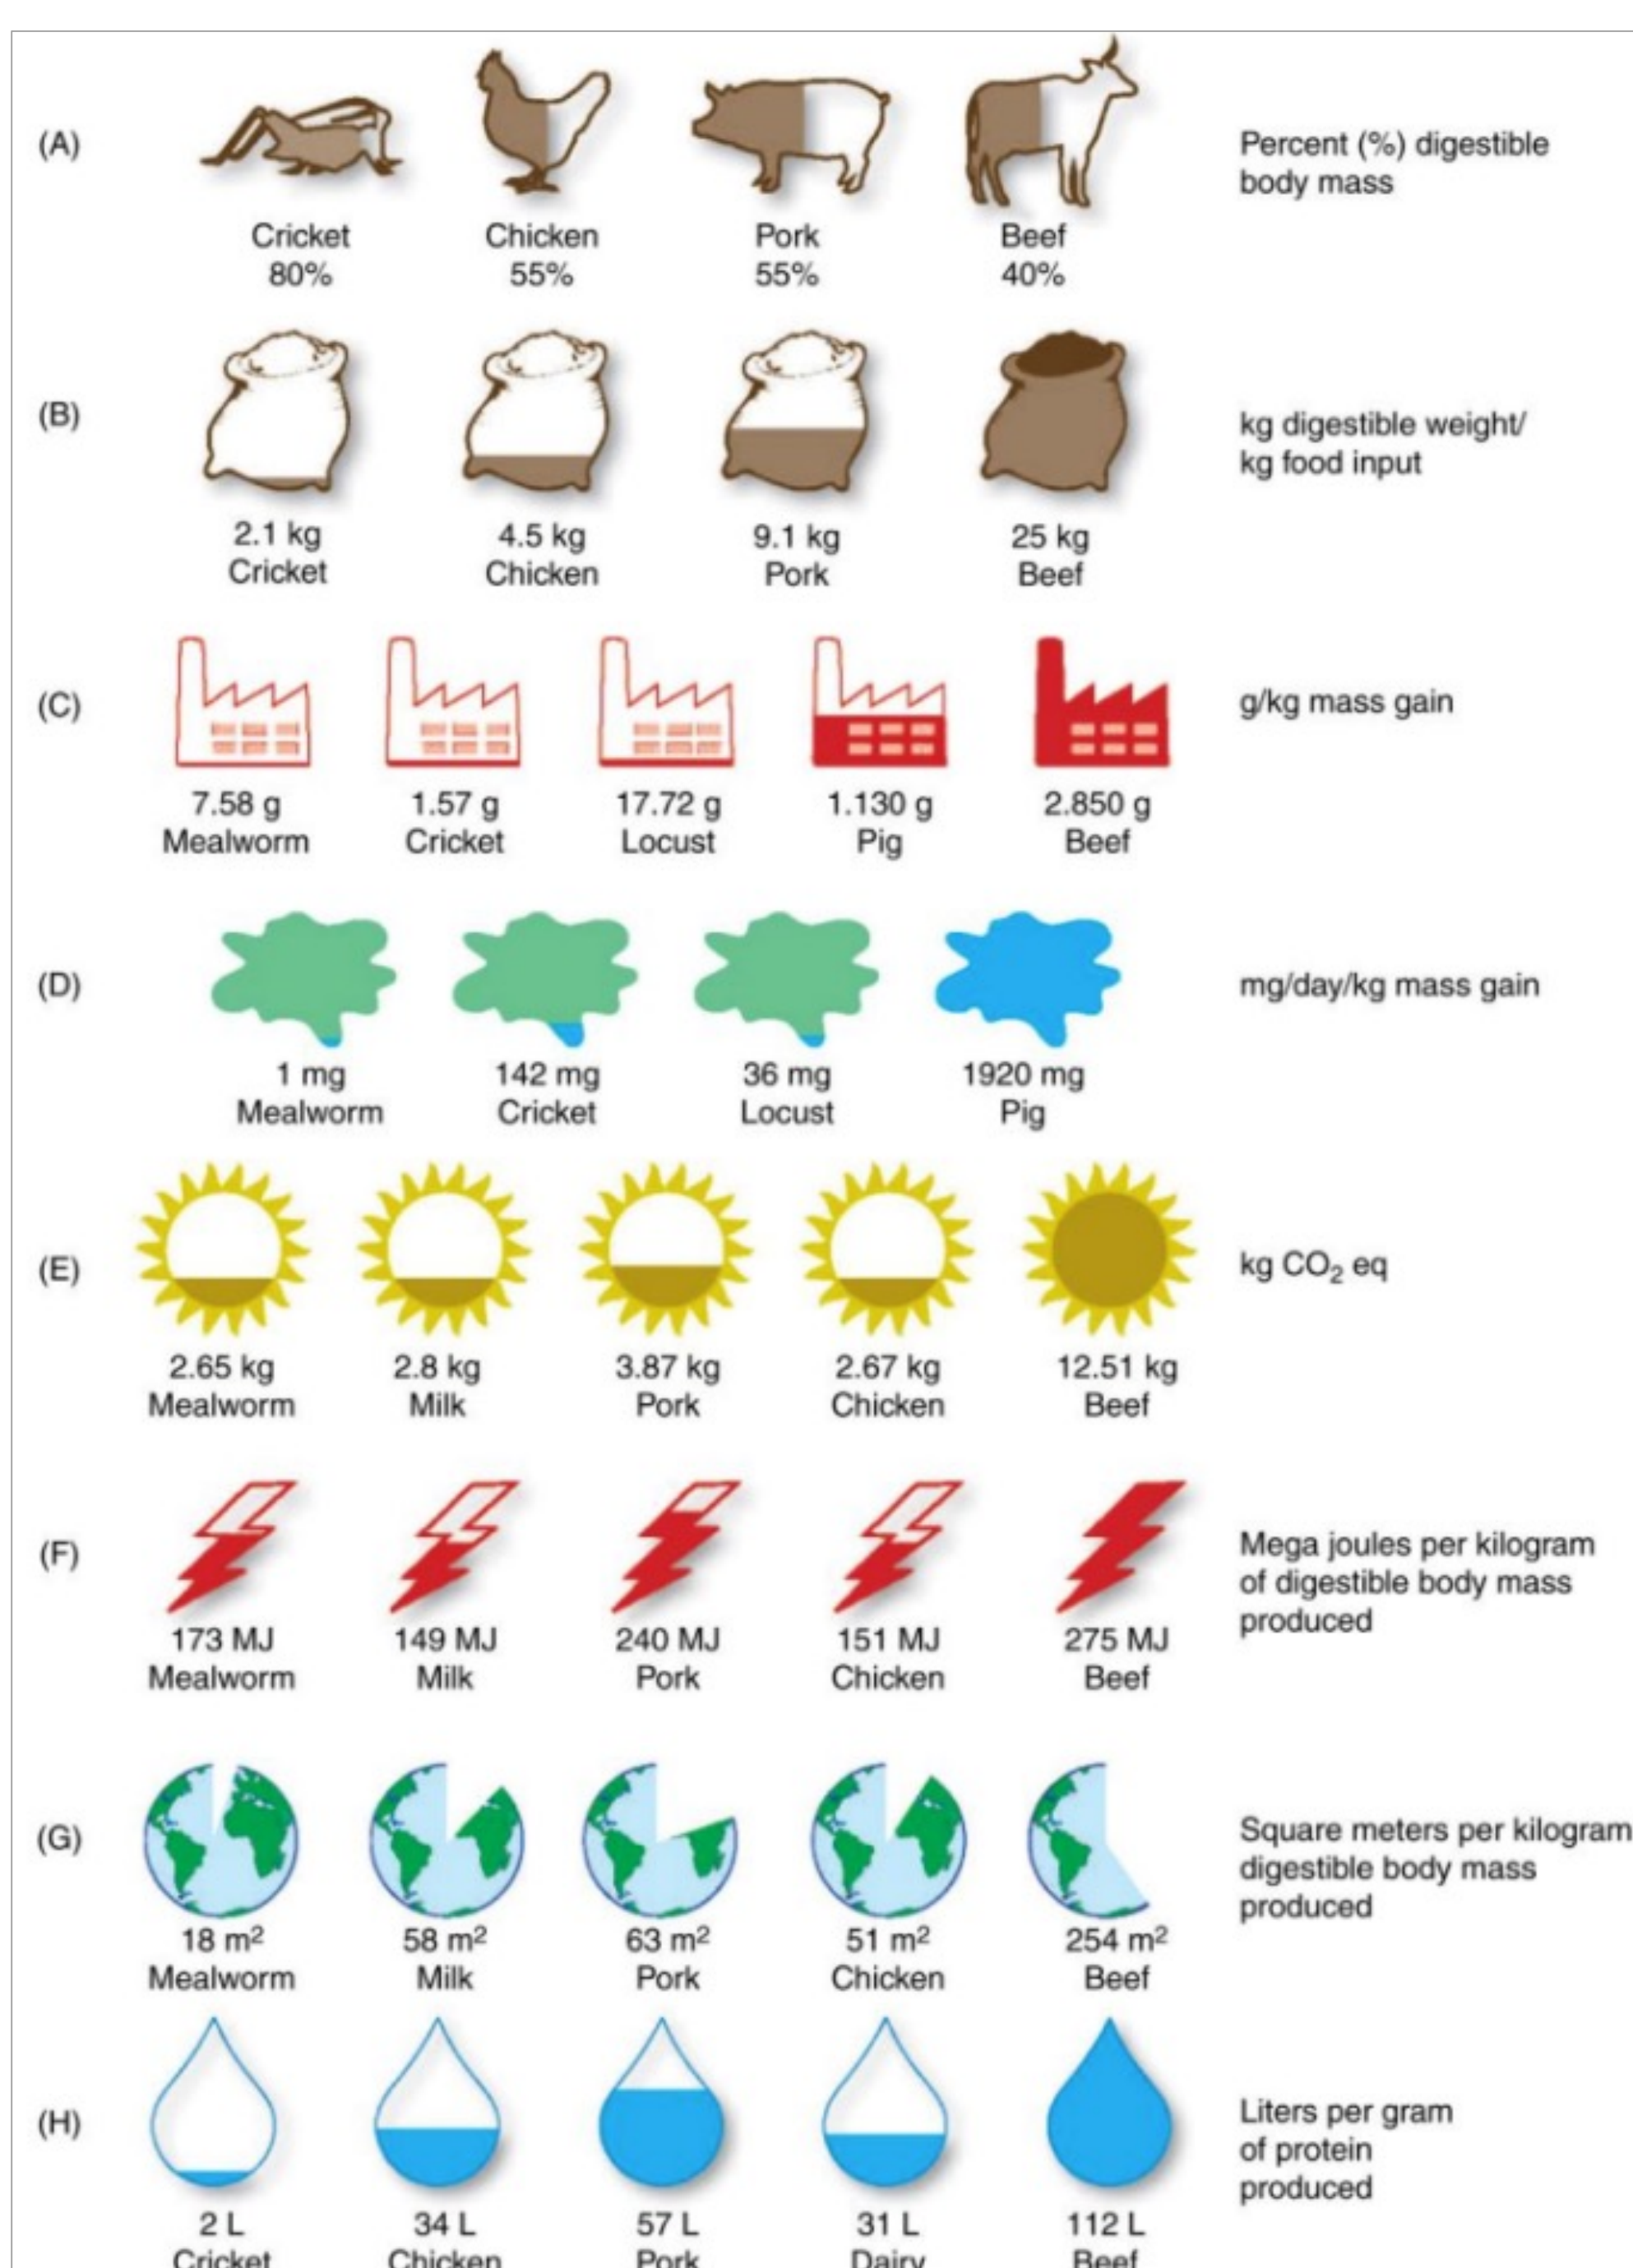 (A)
Cricket
80%
Chicken
55%
Pork
55%
Beef
40%
Percent (%) digestible
body mass
(B)
2.1 kg
Cricket
4.5 kg
Chicken
9.1 kg
Pork
25 kg
Beef
kg digestible weight/
kg food input
(C)
7.58 g
Mealworm
1.57 g
Cricket
17.72 g
Locust
1.130 g
Pig
2.850 g
Beef
g/kg mass gain
(D)
1 mg
Mealworm
142 mg
Cricket
36 mg
Locust
1920 mg
Pig
mg/day/kg mass gain
(E)
2.65 kg
Mealworm
2.8 kg
Milk
3.87 kg
Pork
2.67 kg
Chicken
12.51 kg
Beef
kg CO₂ eq
(F)
173 MJ
Mealworm
149 MJ
Milk
240 MJ
Pork
151 MJ
Chicken
275 MJ
Beef
Mega joules per kilogram
of digestible body mass
produced
(G)
18 m²
Mealworm
58 m²
Milk
63 m²
Pork
51 m²
Chicken
254 m²
Beef
Square meters per kilogram
digestible body mass
produced
(H)
2 L
Cricket
34 L
Chicken
57 L
Pork
31 L
Dairy
112 L
Beef
Liters per gram
of protein
produced